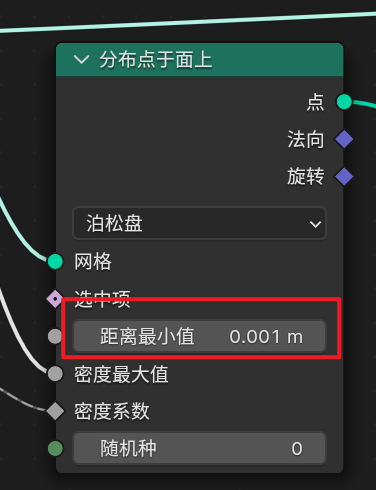 分布点于面上
点
法向
旋转
泊松盘
网格
选中项
距离最小值 0.001 m
密度最大值
密度系数
随机种 0